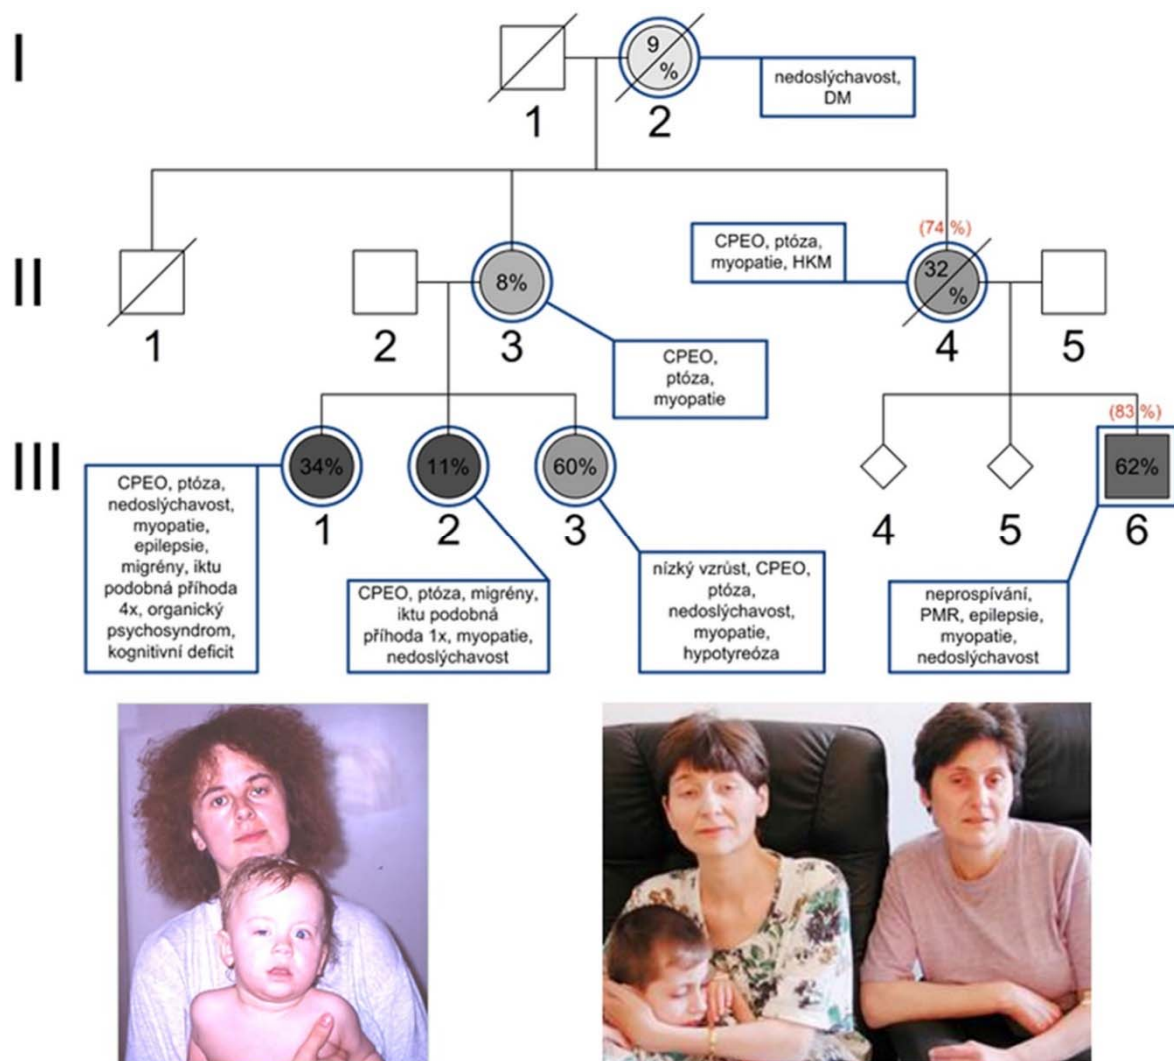 I
9
%
nedoslýchavost,
DM
1
2
II
CPEO, ptóza,
myopatie, HKM
(74 %)
8%
32
%
1
2
3
4
5
CPEO,
ptóza,
myopatie
(83 %)
III
34%
11%
60%
62%
1
2
3
4
5
6
CPEO, ptóza,
nedoslýchavost,
myopatie,
epilepsie,
migrény, iktu
podobná příhoda
4x, organický
psychosyndrom,
kognitivní deficit
CPEO, ptóza, migrény,
iktu podobná
příhoda 1x, myopatie,
nedoslýchavost
nízký vzrůst, CPEO,
ptóza,
nedoslýchavost,
myopatie,
hypotyreóza
neprospívání,
PMR, epilepsie,
myopatie,
nedoslýchavost